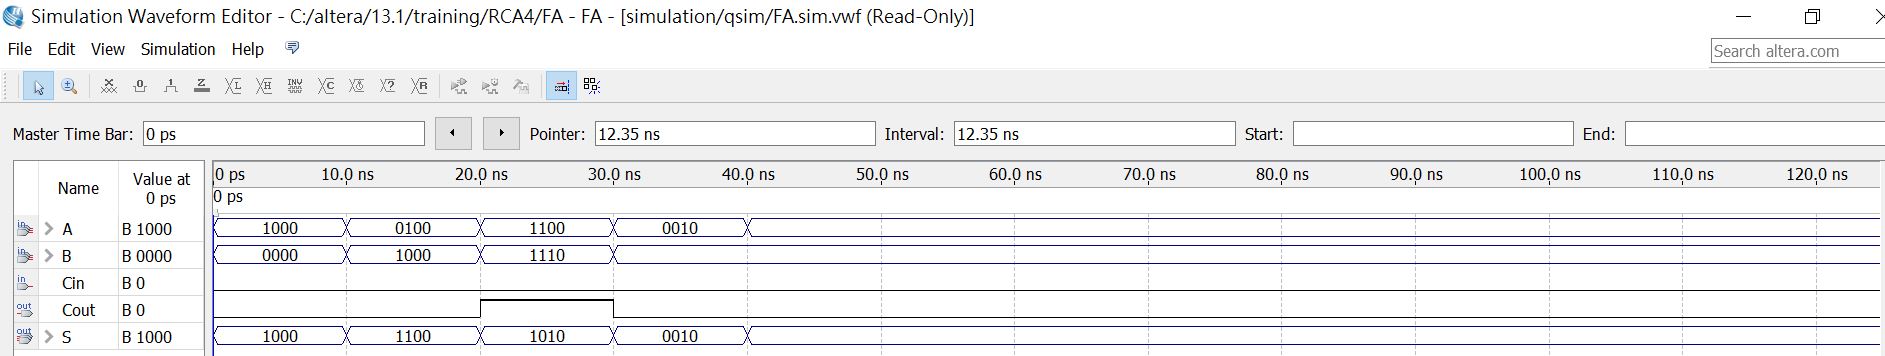 Simulation Waveform Editor - C:/altera/13.1/training/RCA4/FA - FA - [simulation/qsim/FA.sim.vwf (Read-Only)]
File Edit View Simulation Help
Search altera.com
Master Time Bar: 0 ps Pointer: 12.35 ns Interval: 12.35 ns Start: End:
Name Value at 0 ps
0 ps 10.0 ns 20.0 ns 30.0 ns 40.0 ns 50.0 ns 60.0 ns 70.0 ns 80.0 ns 90.0 ns 100.0 ns 110.0 ns 120.0 ns
0 ps
A B 1000 1000 0100 1100 0010
B B 0000 0000 1000 1110
Cin B 0
Cout B 0
S B 1000 1000 1100 1010 0010